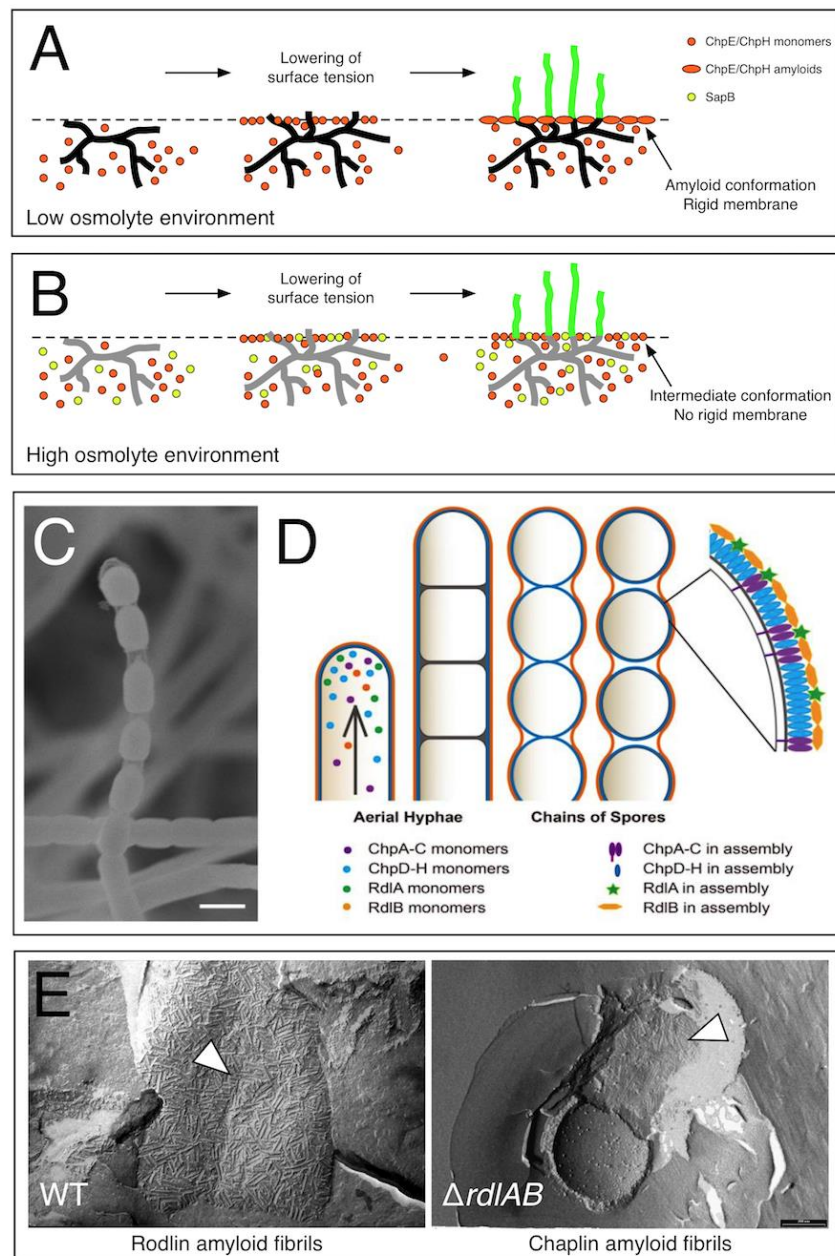 A
Lowering of
surface tension
ChpE/ChpH monomers
ChpE/ChpH amyloids
SapB
Amyloid conformation
Rigid membrane
Low osmolyte environment
B
Lowering of
surface tension
Intermediate conformation
No rigid membrane
High osmolyte environment
C
D
Aerial Hyphae
Chains of Spores
ChpA-C monomers
ChpD-H monomers
RdlA monomers
RdlB monomers
ChpA-C in assembly
ChpD-H in assembly
RdlA in assembly
RdlB in assembly
E
WT
ΔrdlAB
Rodlin amyloid fibrils
Chaplin amyloid fibrils